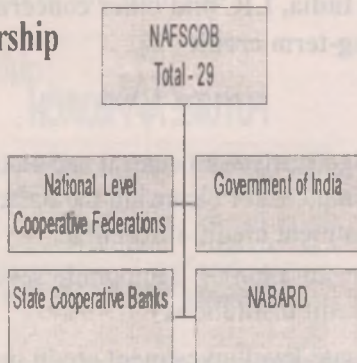 rship
NAFSCOB
Total - 29
National Level
Cooperative Federations
Government of India
State Cooperative Banks
NABARD